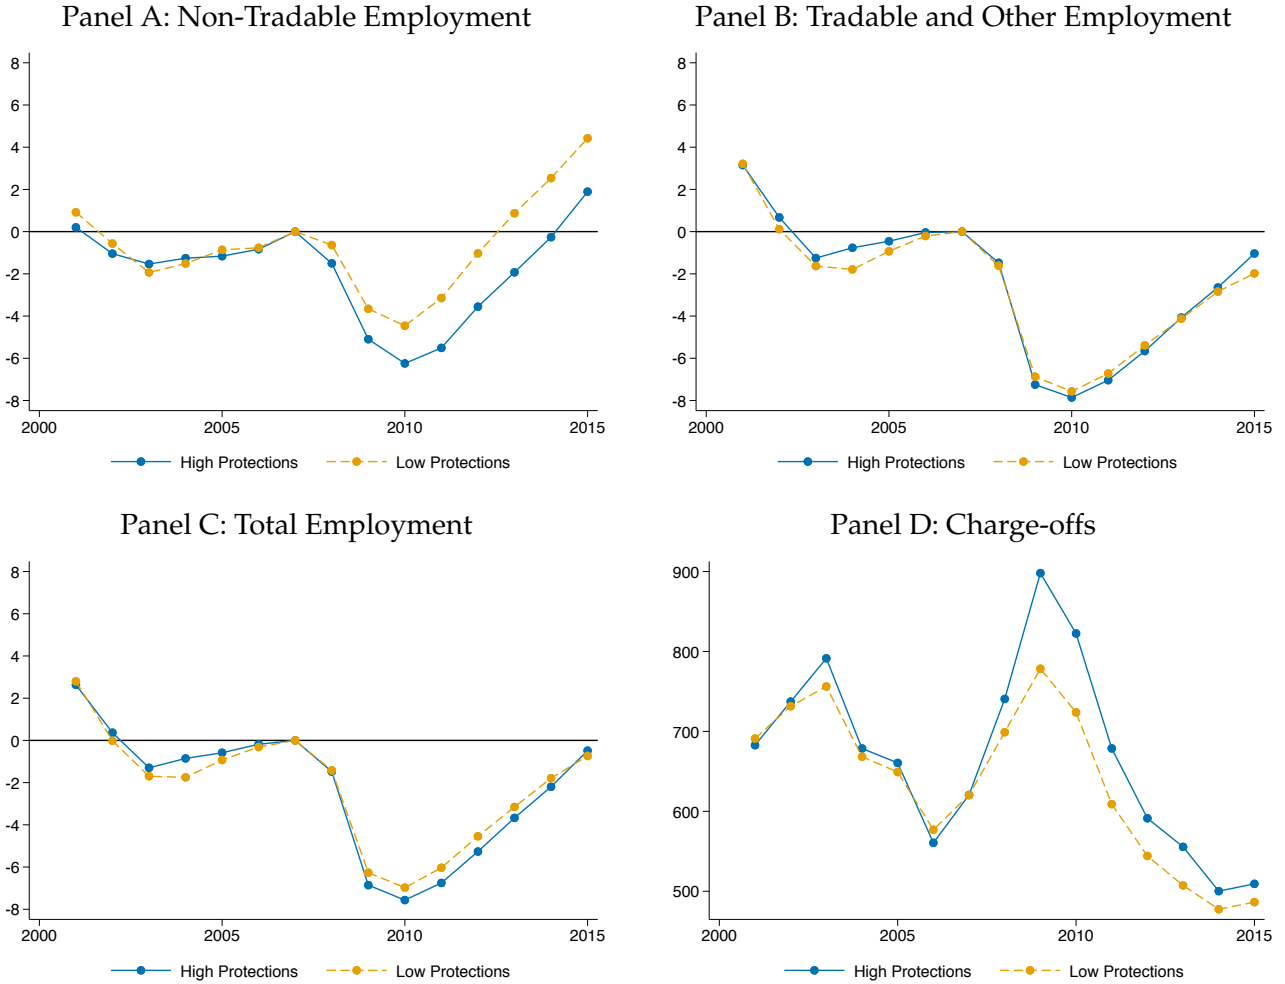 Panel A: Non-Tradable Employment
8
6
4
2
0
-2
-4
-6
-8
2000 2005 2010 2015
High Protections Low Protections
Panel B: Tradable and Other Employment
8
6
4
2
0
-2
-4
-6
-8
2000 2005 2010 2015
High Protections Low Protections
Panel C: Total Employment
8
6
4
2
0
-2
-4
-6
-8
2000 2005 2010 2015
High Protections Low Protections
Panel D: Charge-offs
900
800
700
600
500
2000 2005 2010 2015
High Protections Low Protections